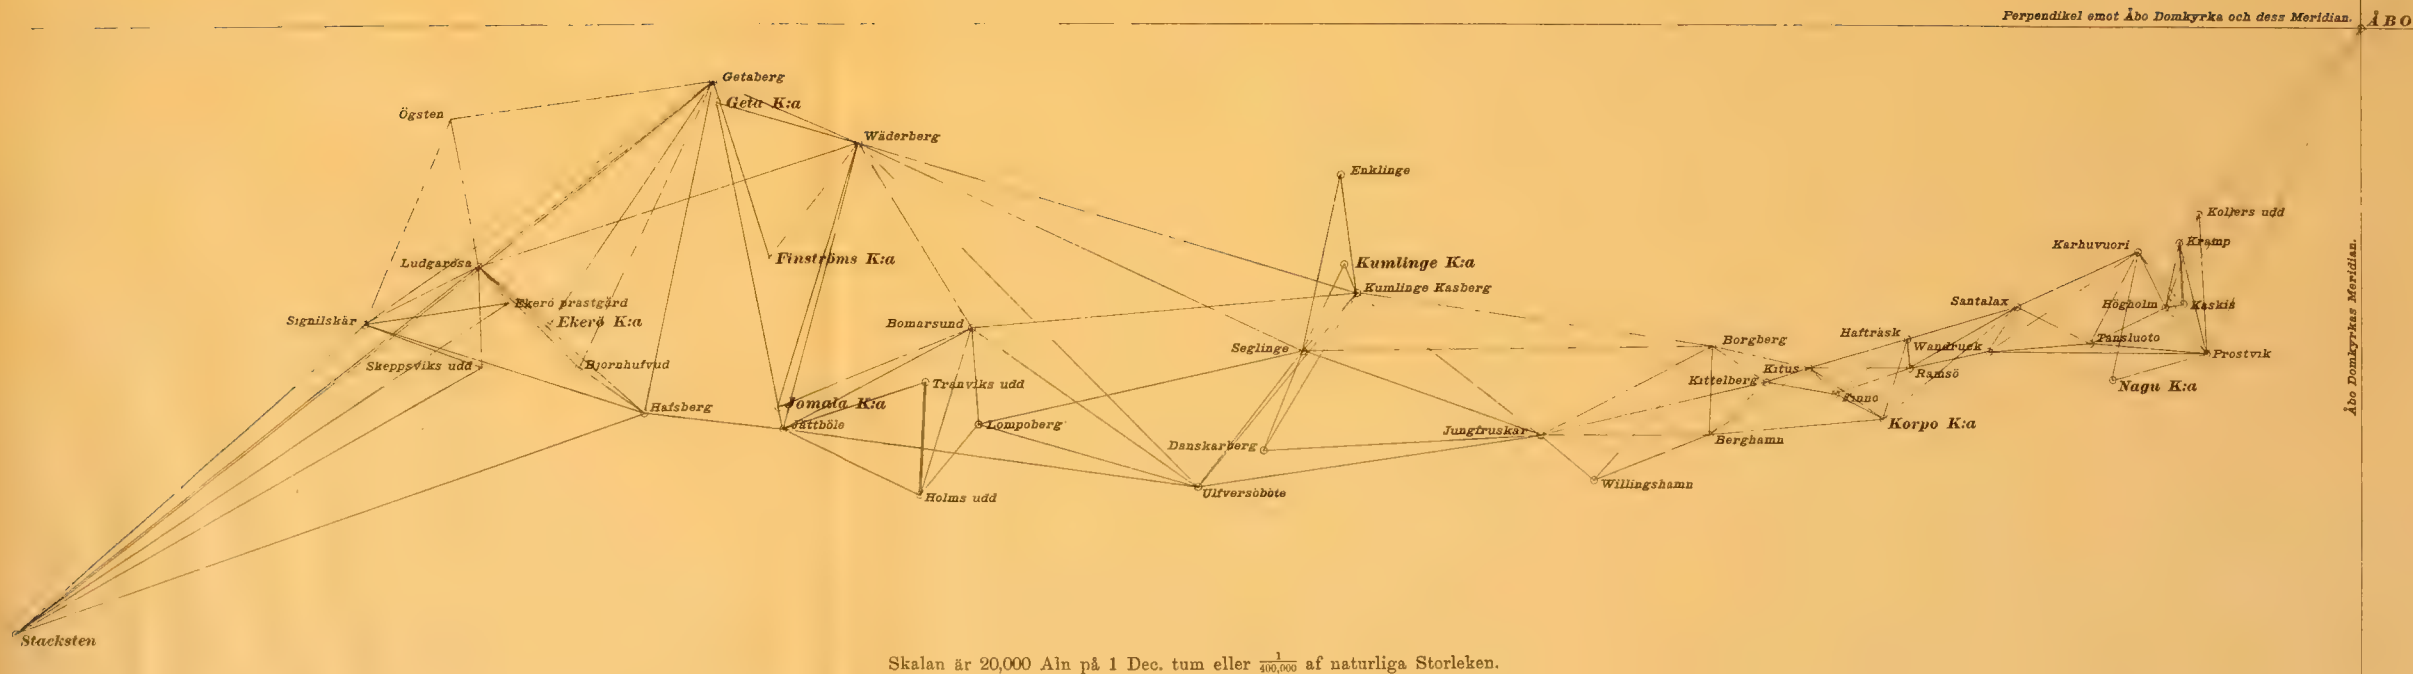 Perpendikel emot Åbo Domkyrka och dess Meridian.
ÅBO
Getaberg
Geta K:a
Ögsten
Wäderberg
Enklinge
Kollers udd
Kramp
Karhuvuori
Finströms K:a
Kumlinge K:a
Ludgarösa
Kumlinge Kasberg
Ekerö prästgård
Santalax
Högholm
Kaskis
Ekerö K:a
Signilskär
Bomarsund
Haftrask
Tansluoto
Borgberg
Wandruck
Seglinge
Prostvik
Skeppsviks udd
Bjornhufvud
Kitus
Ramsö
Kittelberg
Tranviks udd
Nagu K:a
Åbo Domkyrkas Meridian.
Jomala K:a
Hafsberg
Jättböle
Lompoberg
Korpo K:a
Jungfruskär
Berghamn
Danskarberg
Willingshamn
Holms udd
Ulfversöböte
Stacksten
Skalan är 20,000 Aln på 1 Dec. tum eller 1/400,000 af naturliga Storleken.